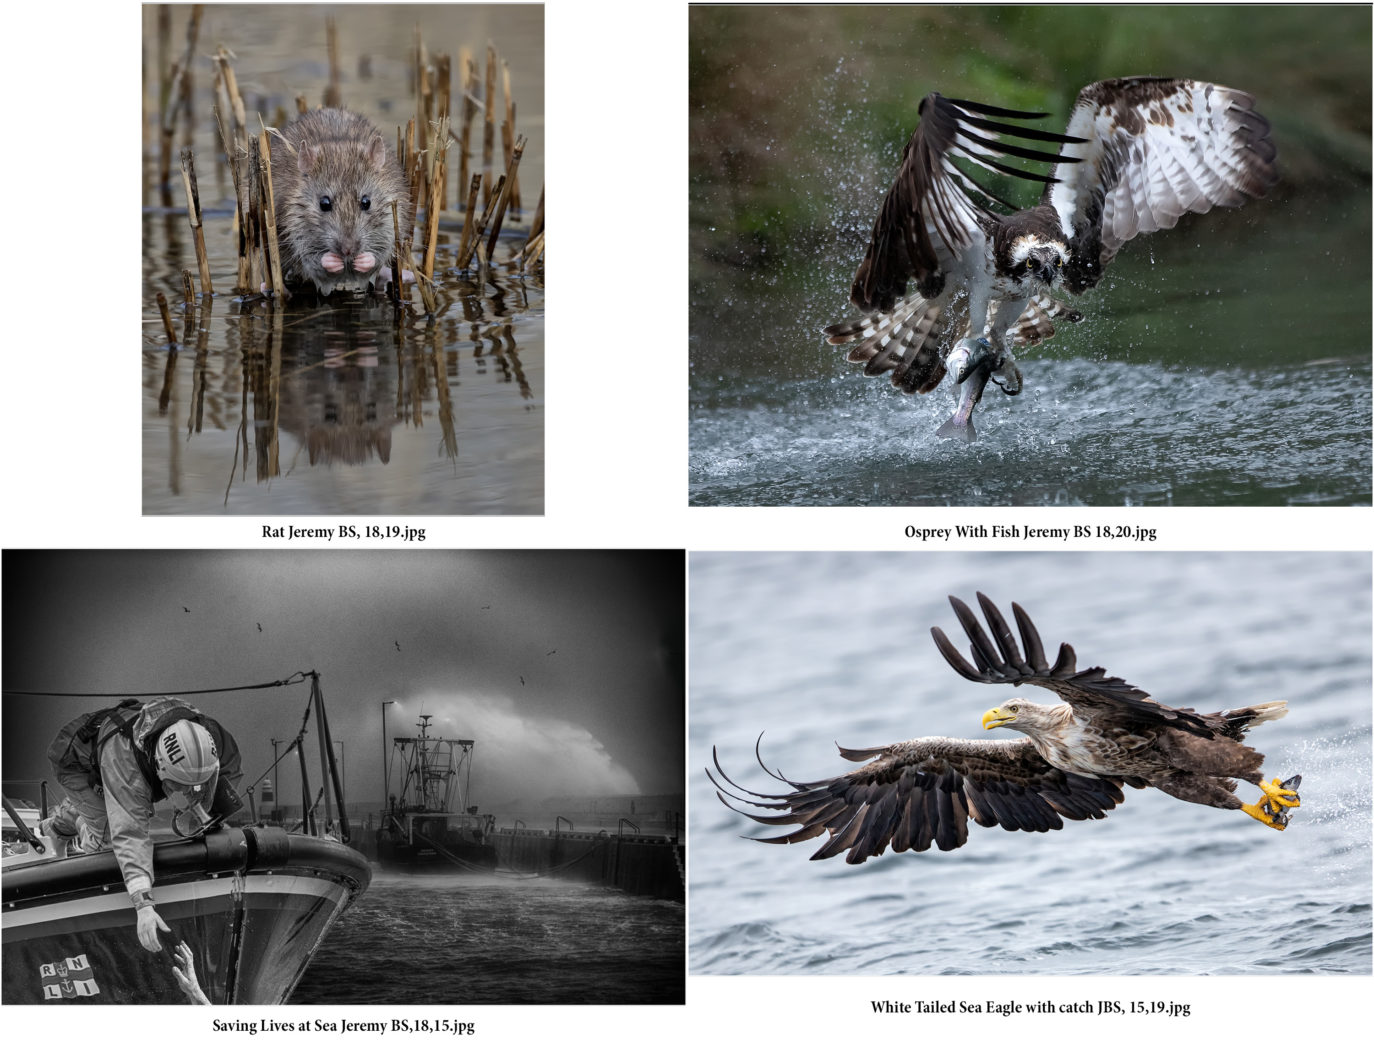 Rat Jeremy BS, 18,19.jpg
Osprey With Fish Jeremy BS 18,20.jpg
RNLI
R N
L I
Saving Lives at Sea Jeremy BS,18,15.jpg
White Tailed Sea Eagle with catch JBS, 15,19.jpg